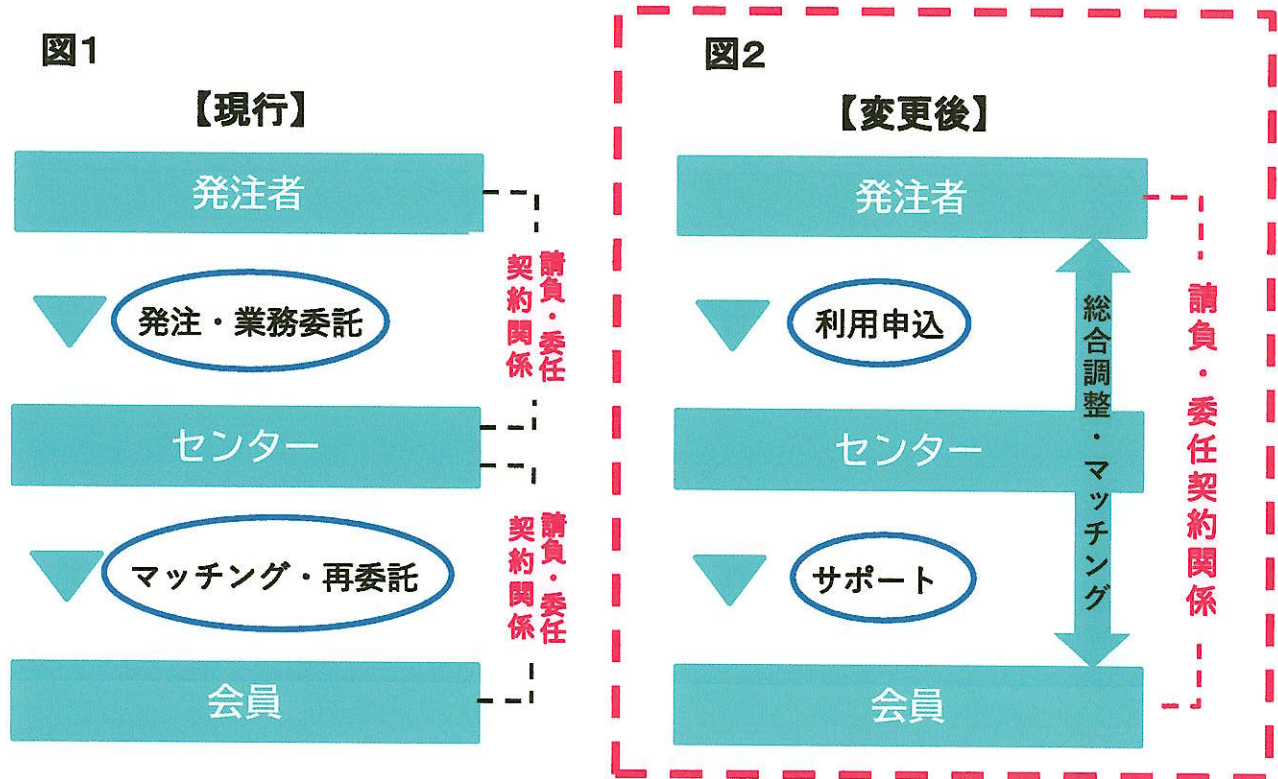 図1
【現行】
発注者
発注・業務委託
請負・委任
契約関係
センター
マッチング・再委託
請負・委任
契約関係
会員
図2
【変更後】
発注者
利用申込
センター
サポート
会員
総合調整・マッチング
請負・委任契約関係